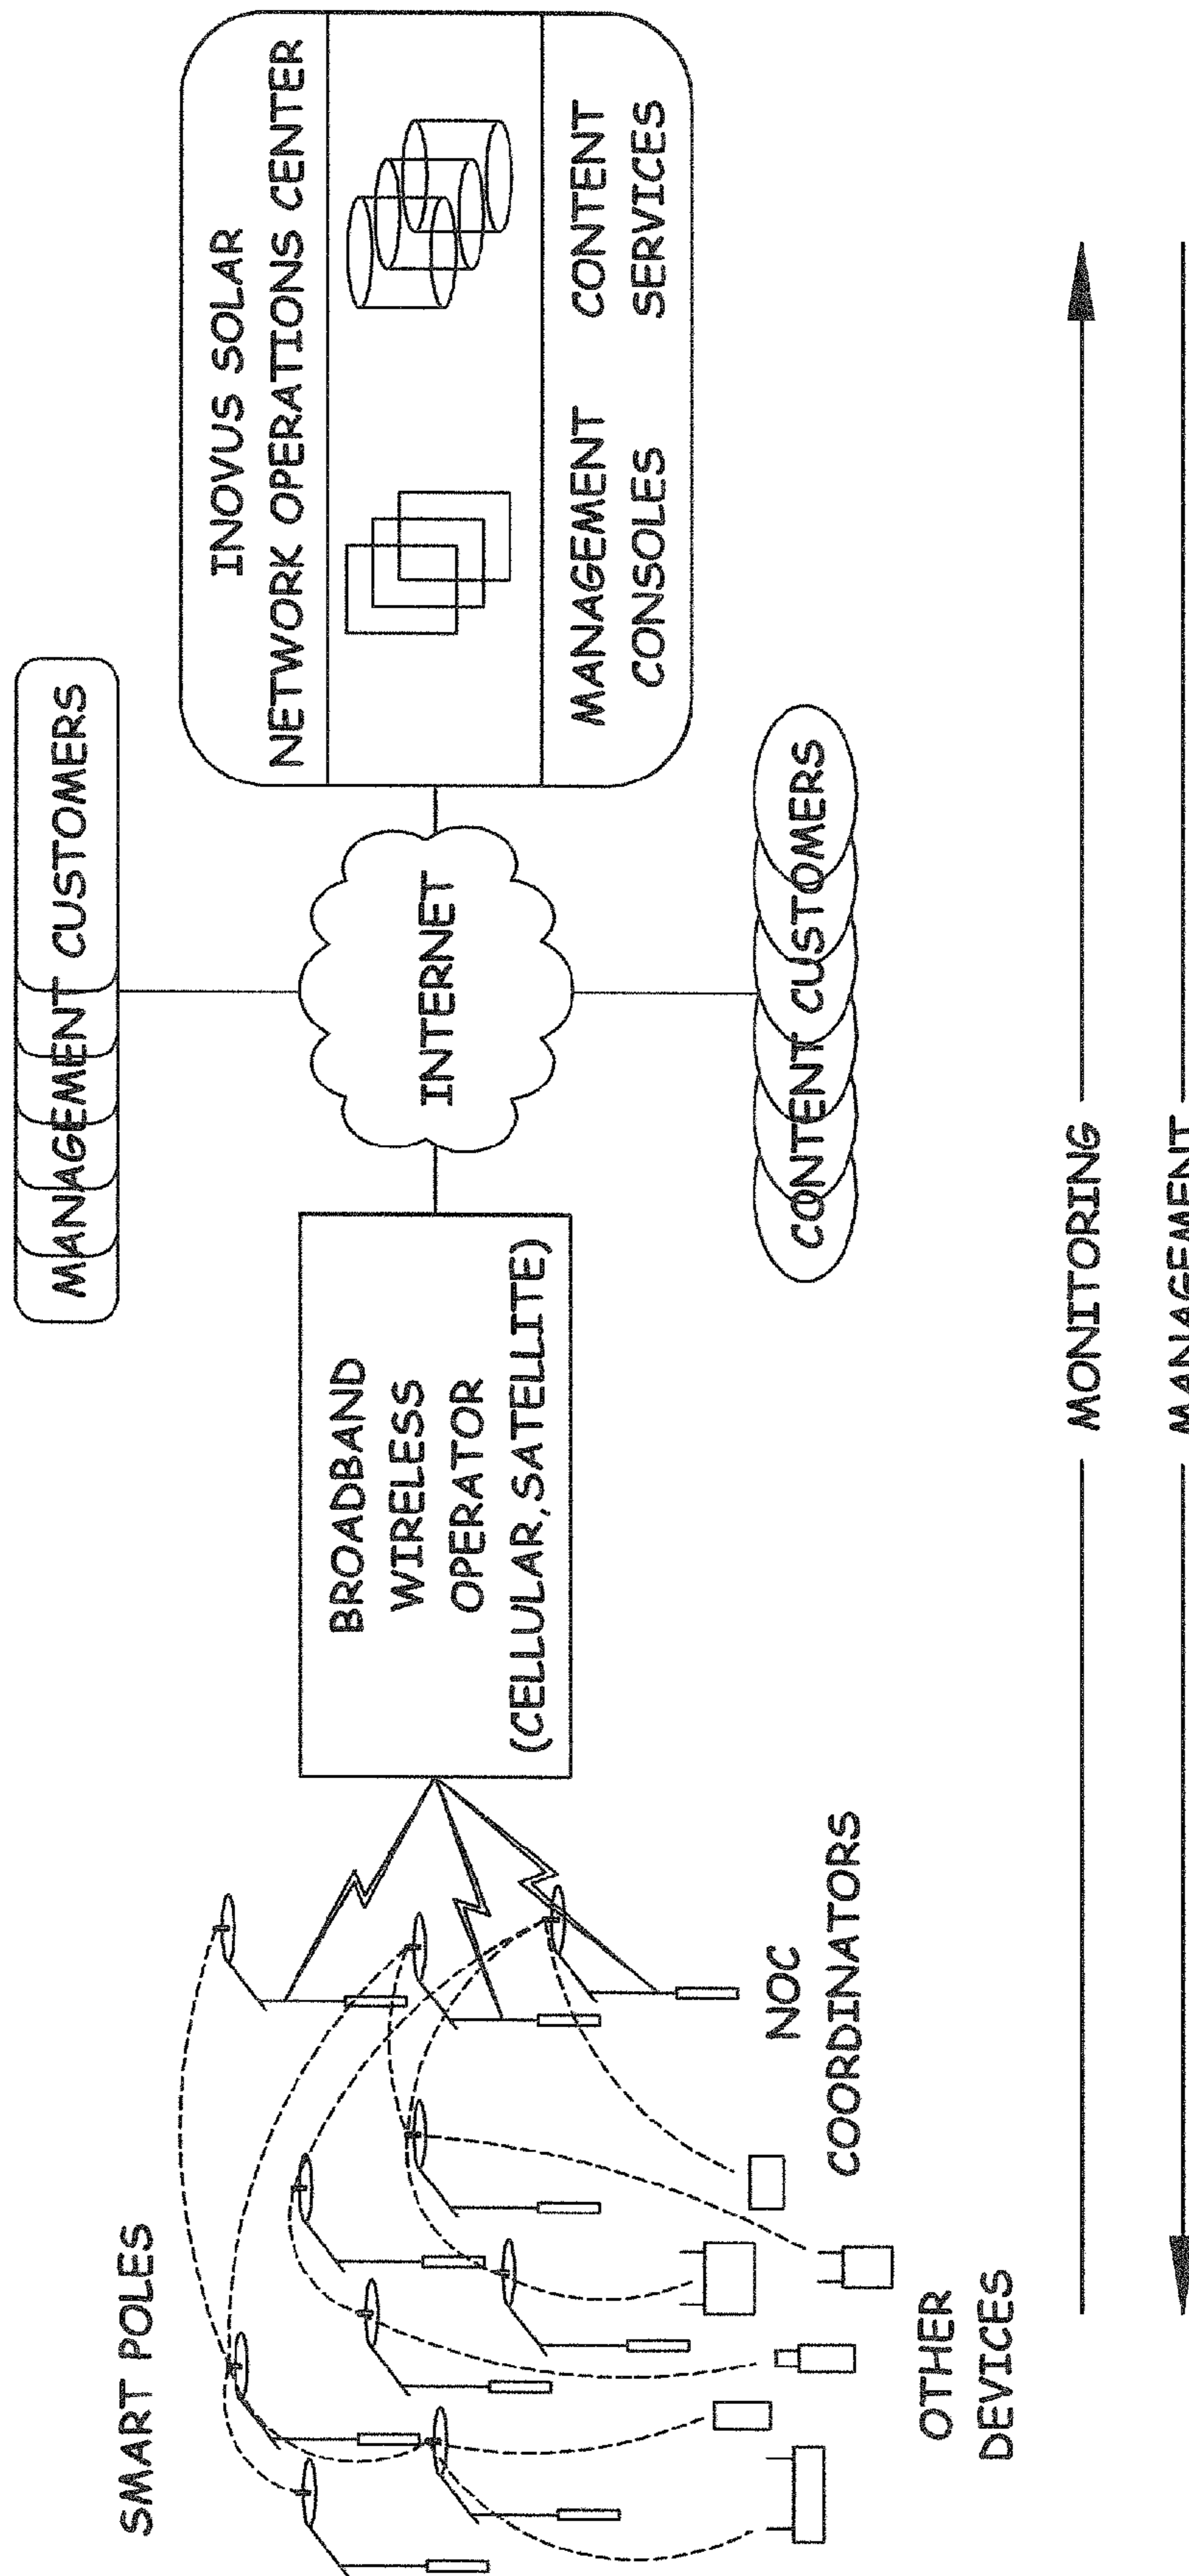 SMART POLES
OTHER
DEVICES
NOC
COORDINATORS
BROADBAND
WIRELESS
OPERATOR
(CELLULAR, SATELLITE)
MANAGEMENT CUSTOMERS
INTERNET
CONTENT CUSTOMERS
INOVUS SOLAR
NETWORK OPERATIONS CENTER
MANAGEMENT
CONSOLES
CONTENT
SERVICES
MONITORING
MANAGEMENT